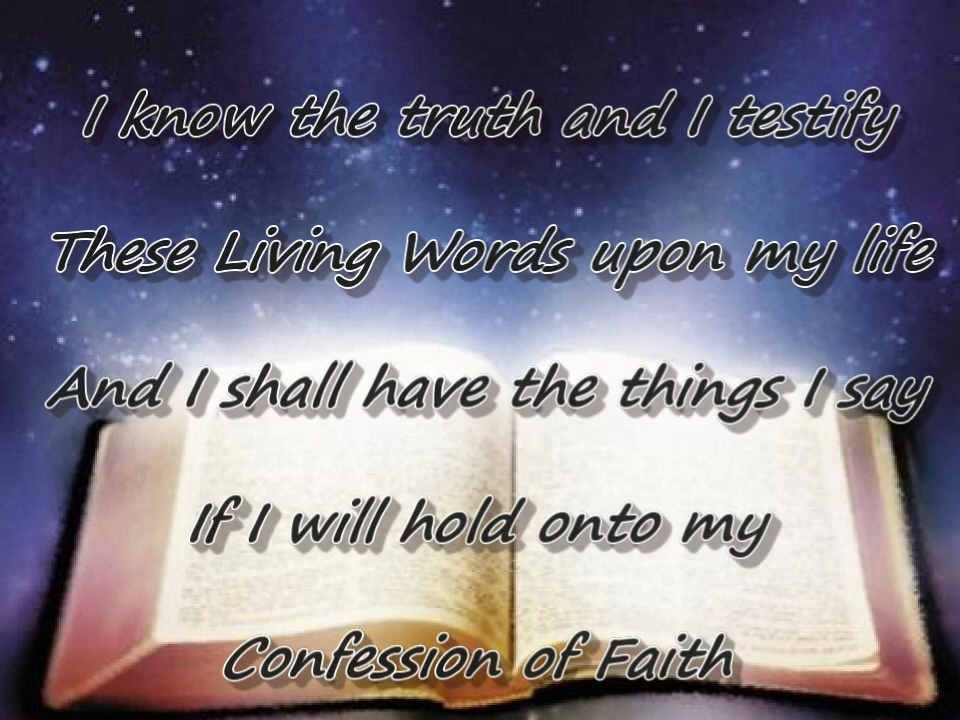 I know the truth and I testify
These Living Words upon my life
And I shall have the things I say
If I will hold onto my
Confession of Faith